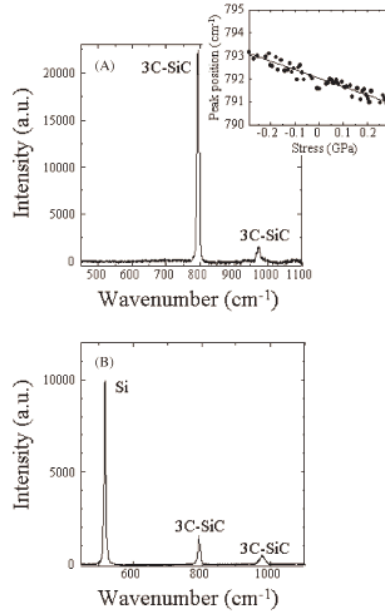 (A)
3C-SiC
3C-SiC
20000
15000
10000
5000
0
Intensity (a.u.)
500 600 700 800 900 1000 1100
Wavenumber (cm⁻¹)
795
794
793
792
791
790
Peak position (cm⁻¹)
-0.2 -0.1 0 0.1 0.2
Stress (GPa)
(B)
Si
3C-SiC
3C-SiC
10000
5000
0
Intensity (a.u.)
600 800 1000
Wavenumber (cm⁻¹)